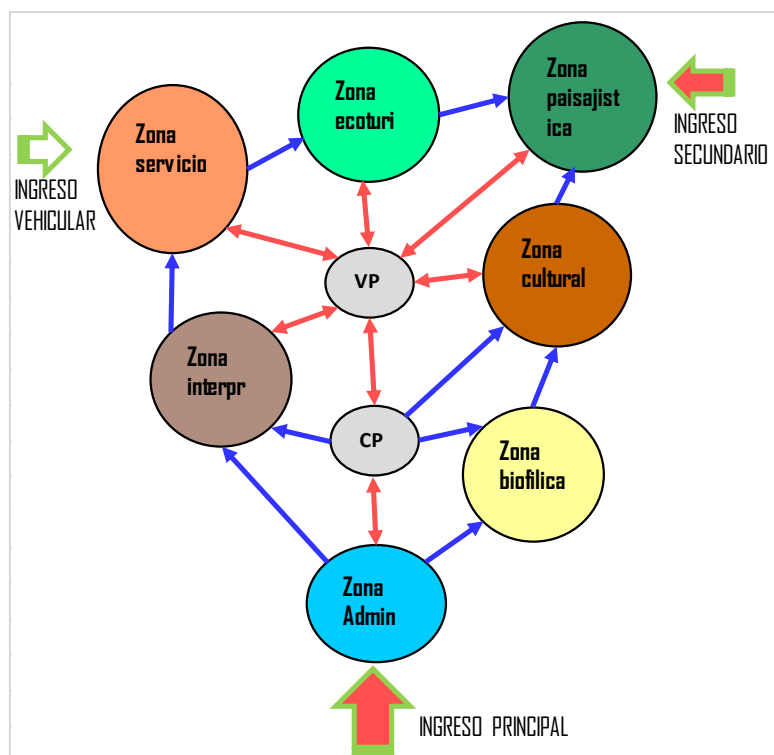 Zona
ecoturi
Zona
paisajist
ica
Zona
servicio
INGRESO
SECUNDARIO
INGRESO
VEHICULAR
VP
Zona
cultural
Zona
interpr
CP
Zona
biofilica
Zona
Admin
INGRESO PRINCIPAL